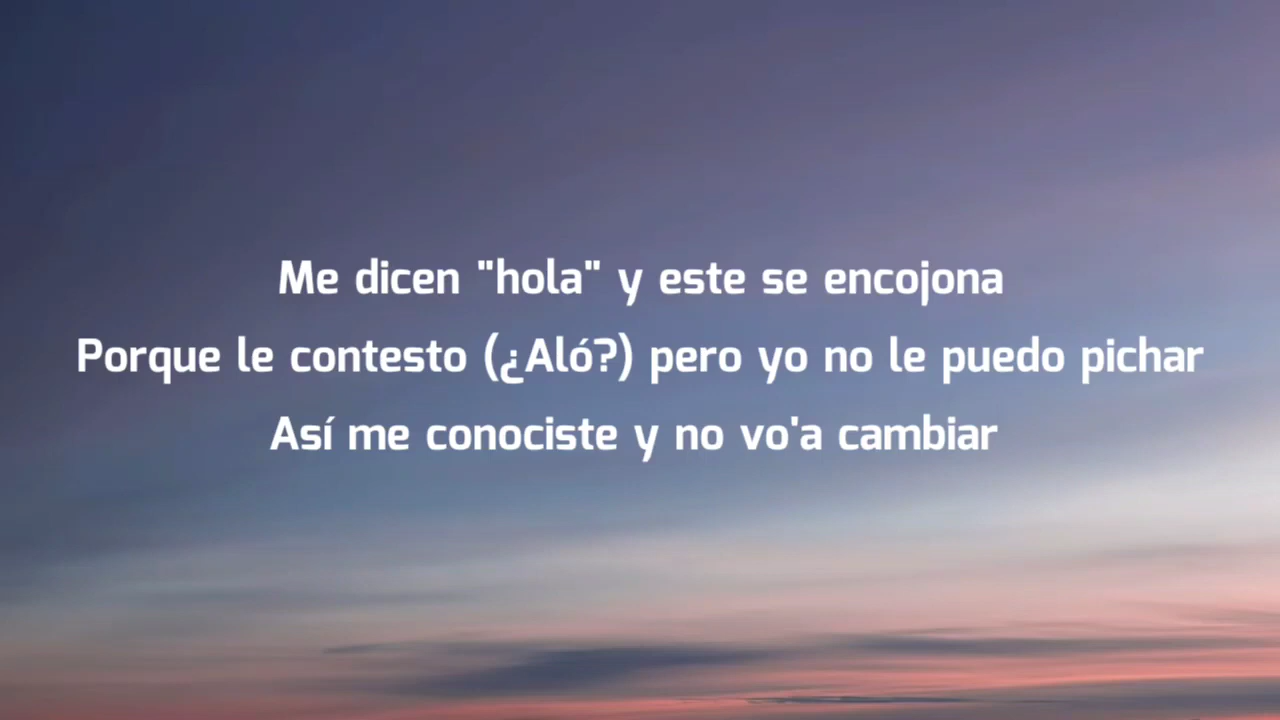 Me dicen "hola" y este se encojona
Porque le contesto (¿Aló?) pero yo no le puedo pichar
Así me conociste y no vo'a cambiar